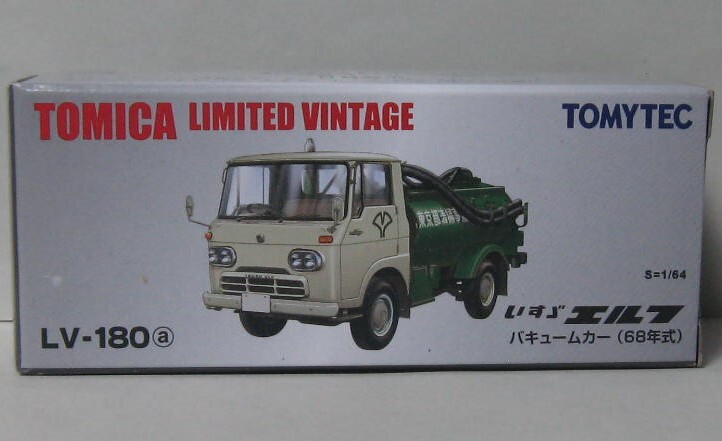 TOMICA LIMITED VINTAGE
TOMYTEC
S=1/64
いすゞ エルフ
バキュームカー (68年式)
LV-180 ⓐ